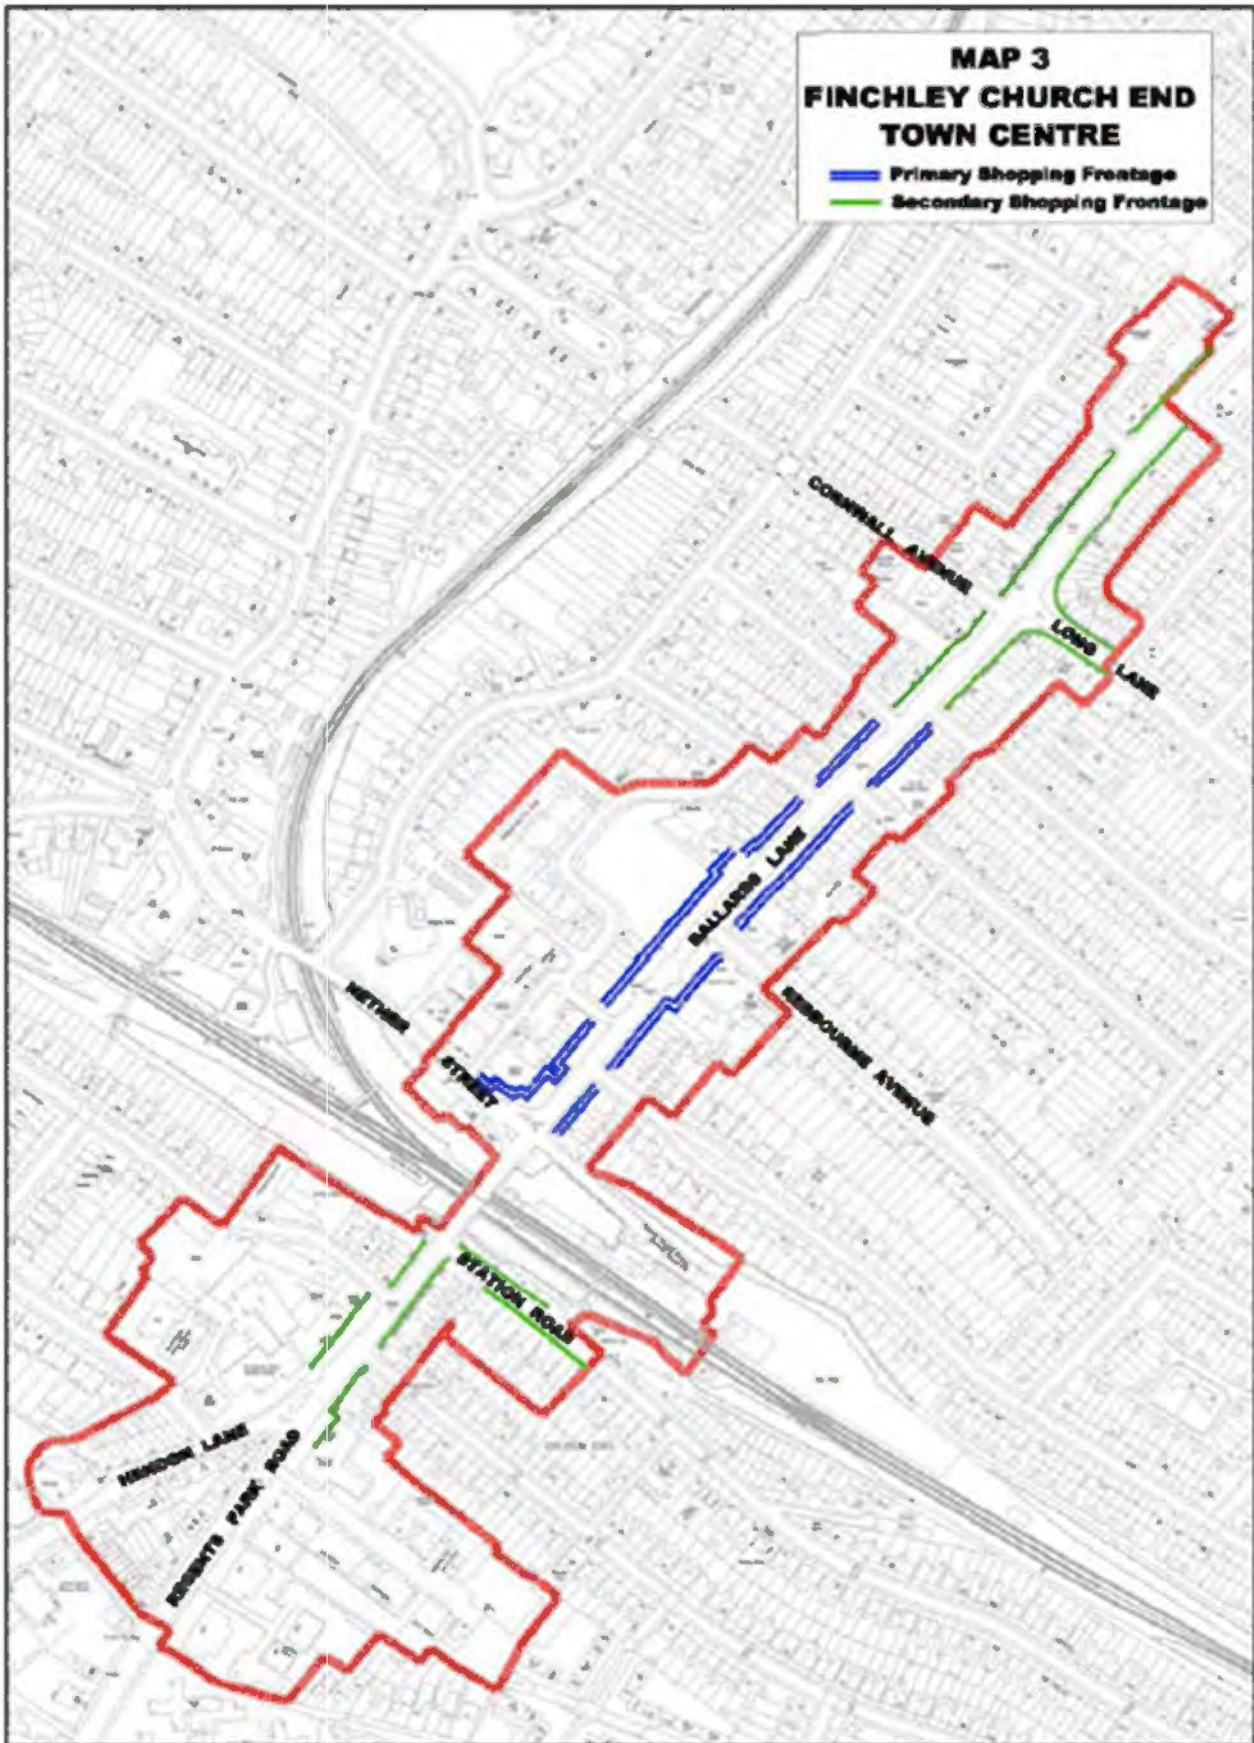 MAP 3
FINCHLEY CHURCH END
TOWN CENTRE
Primary Shopping Frontage
Secondary Shopping Frontage
CORNWALL AVENUE
LONG LANE
BALLARDS LANE
REDBOURNE AVENUE
NETHER STREET
STATION ROAD
HENDON LANE
REGENTS PARK ROAD